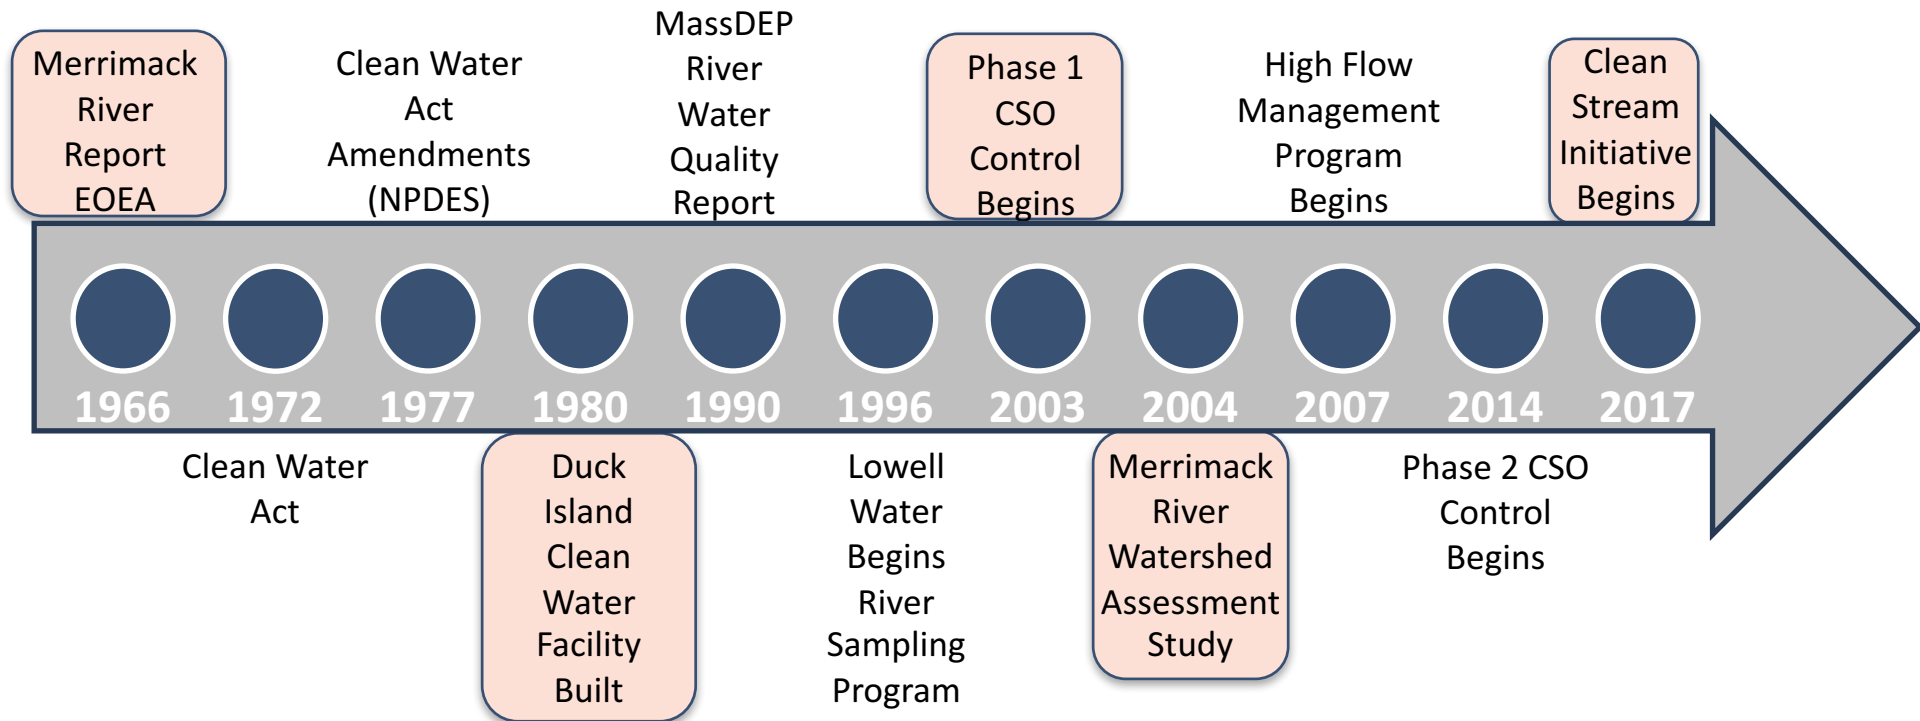 Merrimack
River
Report
EOEA
Clean Water
Act
Amendments
(NPDES)
MassDEP
River
Water
Quality
Report
Phase 1
CSO
Control
Begins
High Flow
Management
Program
Begins
Clean
Stream
Initiative
Begins
1966 1972 1977 1980 1990 1996 2003 2004 2007 2014 2017
Clean Water
Act
Duck
Island
Clean
Water
Facility
Built
Lowell
Water
Begins
River
Sampling
Program
Merrimack
River
Watershed
Assessment
Study
Phase 2 CSO
Control
Begins